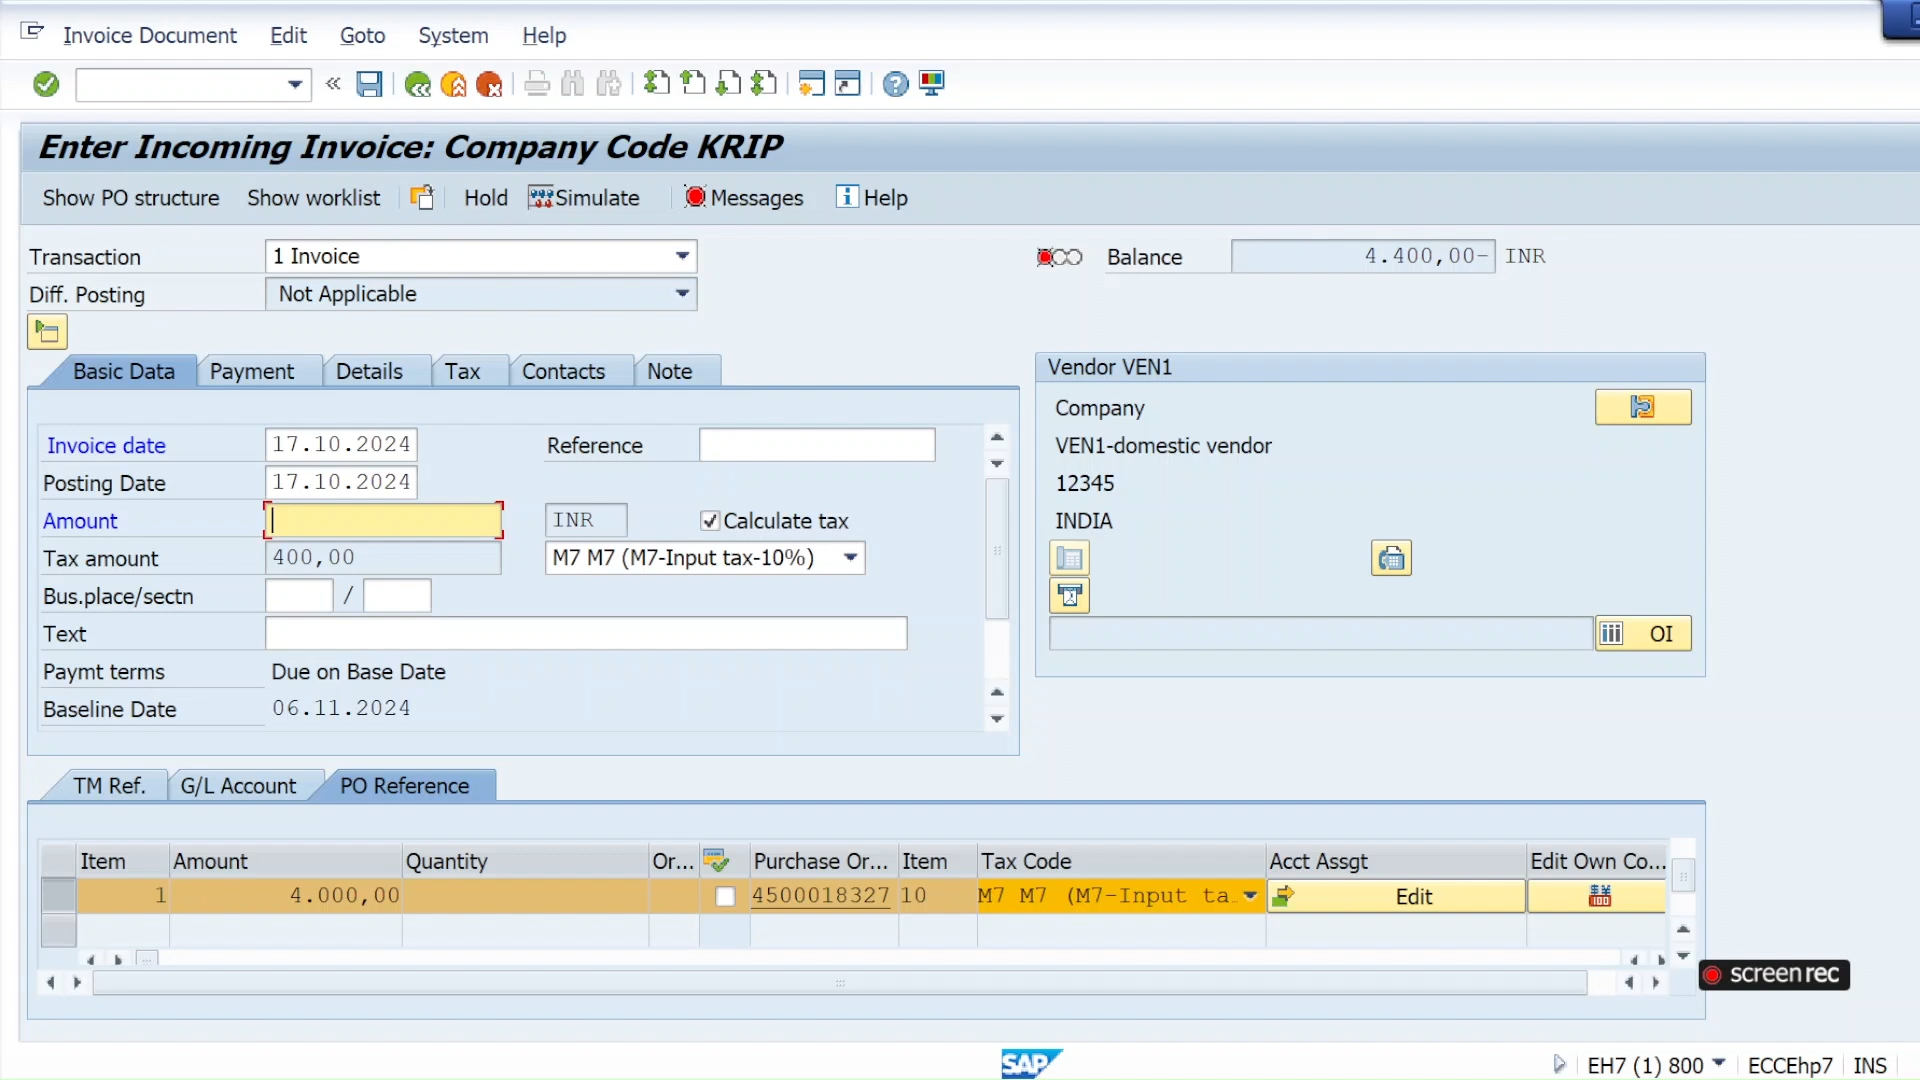 Invoice Document Edit Goto System Help
Enter Incoming Invoice: Company Code KRIP
Show PO structure Show worklist Hold Simulate Messages Help
Transaction 1 Invoice Balance 4.400,00- INR
Diff. Posting Not Applicable
Basic Data Payment Details Tax Contacts Note
Vendor VEN1
Company
Invoice date 17.10.2024 Reference
VEN1-domestic vendor
Posting Date 17.10.2024
12345
Amount INR Calculate tax
INDIA
Tax amount 400,00 M7 M7 (M7-Input tax-10%)
Bus.place/sectn /
Text
OI
Paymt terms Due on Base Date
Baseline Date 06.11.2024
TM Ref. G/L Account PO Reference
Item Amount Quantity Or... Purchase Or... Item Tax Code Acct Assgt Edit Own Co...
1 4.000,00 4500018327 10 M7 M7 (M7-Input ta Edit
screenrec
SAP EH7 (1) 800 ECCEhp7 INS